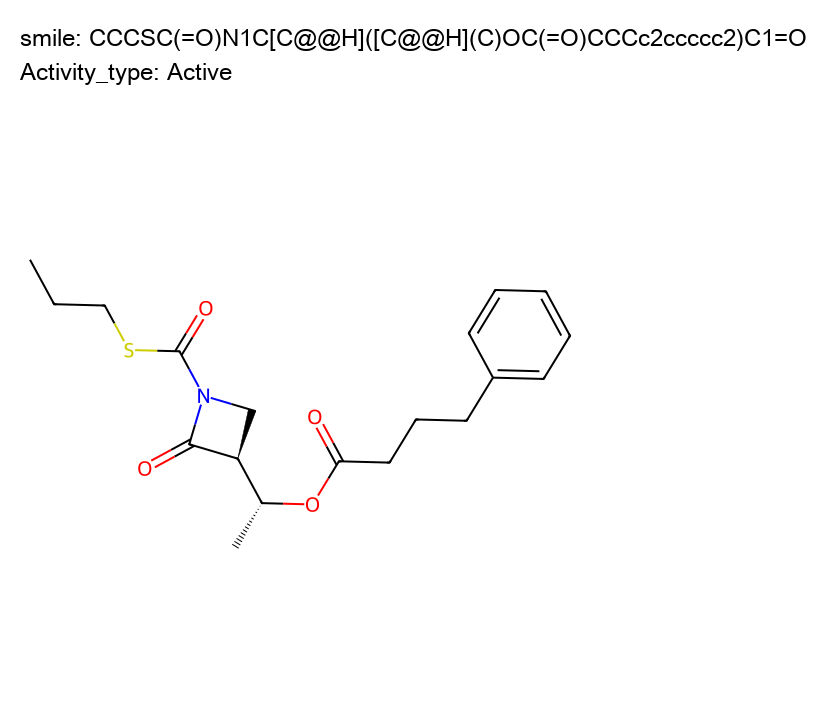 smile: CCCSC(=O)N1C[C@@H]([C@@H](C)OC(=O)CCCc2ccccc2)C1=O
Activity_type: Active
O
S
N
O
O
O